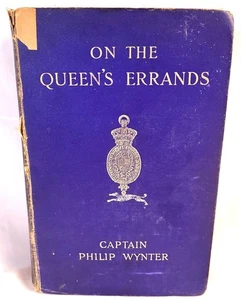 ON THE
QUEEN'S ERRANDS
CAPTAIN
PHILIP WYNTER